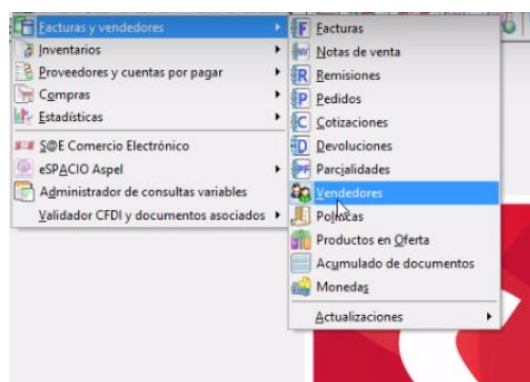 Facturas y vendedores
Inventarios
Proveedores y cuentas por pagar
Compras
Estadísticas
S@E Comercio Electrónico
eSPACIO Aspel
Administrador de consultas variables
Validador CFDI y documentos asociados
Facturas
Notas de venta
Remisiones
Pedidos
Cotizaciones
Devoluciones
Parcialidades
Vendedores
Políticas
Productos en Oferta
Acumulado de documentos
Monedas
Actualizaciones